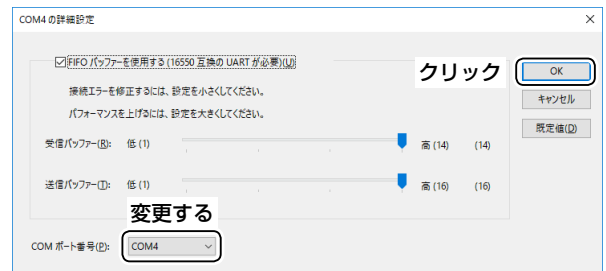 COM4 の詳細設定
FIFO バッファーを使用する (16550 互換の UART が必要)(U)
クリック
OK
接続エラーを修正するには、設定を小さくしてください。
キャンセル
パフォーマンスを上げるには、設定を大きくしてください。
既定値(D)
受信バッファー(R): 低 (1) 高 (14) (14)
送信バッファー(T): 低 (1) 高 (16) (16)
変更する
COM ポート番号(P): COM4